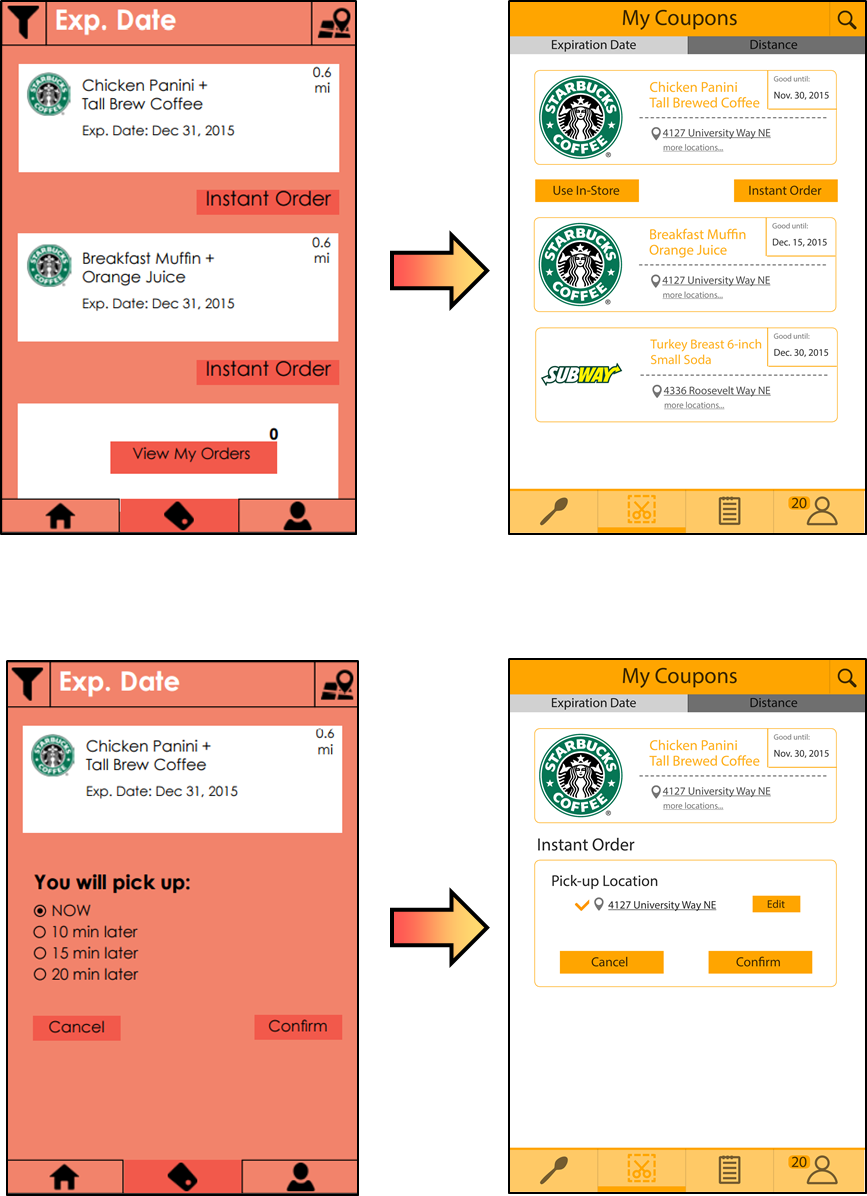 Exp. Date
0.6
mi
Chicken Panini +
Tall Brew Coffee
Exp. Date: Dec 31, 2015
Instant Order
0.6
mi
Breakfast Muffin +
Orange Juice
Exp. Date: Dec 31, 2015
Instant Order
0
View My Orders
My Coupons
Expiration Date
Distance
STARBUCKS
COFFEE
®
Chicken Panini
Tall Brewed Coffee
Good until:
Nov. 30, 2015
4127 University Way NE
more locations...
Use In-Store
Instant Order
STARBUCKS
COFFEE
®
Breakfast Muffin
Orange Juice
Good until:
Dec. 15, 2015
4127 University Way NE
more locations...
SUBWAY
Turkey Breast 6-inch
Small Soda
Good until:
Dec. 30, 2015
4336 Roosevelt Way NE
more locations...
20
Exp. Date
0.6
mi
Chicken Panini +
Tall Brew Coffee
Exp. Date: Dec 31, 2015
You will pick up:
NOW
10 min later
15 min later
20 min later
Cancel
Confirm
My Coupons
Expiration Date
Distance
STARBUCKS
COFFEE
®
Chicken Panini
Tall Brewed Coffee
Good until:
Nov. 30, 2015
4127 University Way NE
more locations...
Instant Order
Pick-up Location
4127 University Way NE
Edit
Cancel
Confirm
20